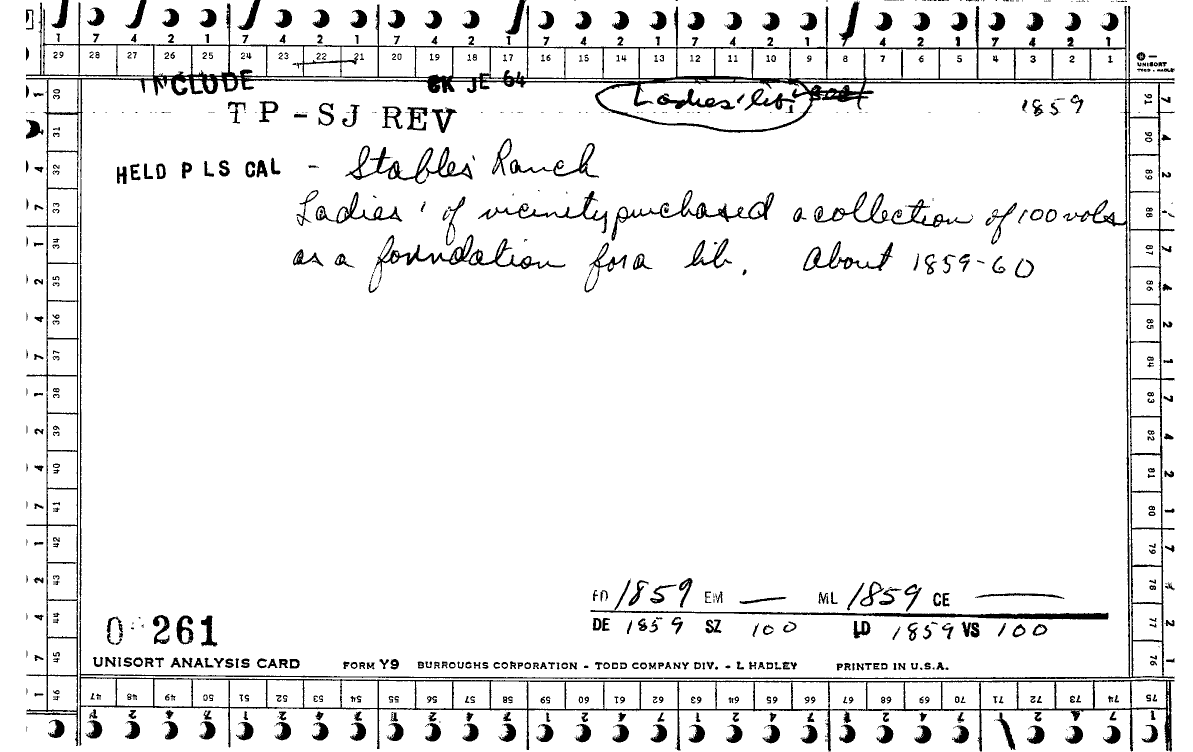 1 7 4 2 1 7 4 2 1 7 4 2 1 7 4 2 1 7 4 2 1 7 4 2 1 7 4 2 1
29 28 27 26 25 24 23 22 21 20 19 18 17 16 15 14 13 12 11 10 9 8 7 6 5 4 3 2 1
UNISORT
INCLUDE CK JE 64 Ladies' lib. 1859
TP-SJ REV
HELD P LS CAL - Stables' Ranch
Ladies' of vicinity purchased a collection of 100 vols
as a foundation for a lib. About 1859-60
FD 1859 EM — ML 1859 CE —
DE 1859 SZ 100 LD 1859 VS 100
0 261
UNISORT ANALYSIS CARD FORM Y9 BURROUGHS CORPORATION - TODD COMPANY DIV. - L HADLEY PRINTED IN U.S.A.
30 31 32 33 34 35 36 37 38 39 40 41 42 43 44 45 46
47 48 49 50 51 52 53 54 55 56 57 58 59 60 61 62 63 64 65 66 67 68 69 70 71 72 73 74 75
91 90 89 88 87 86 85 84 83 82 81 80 79 78 77 76